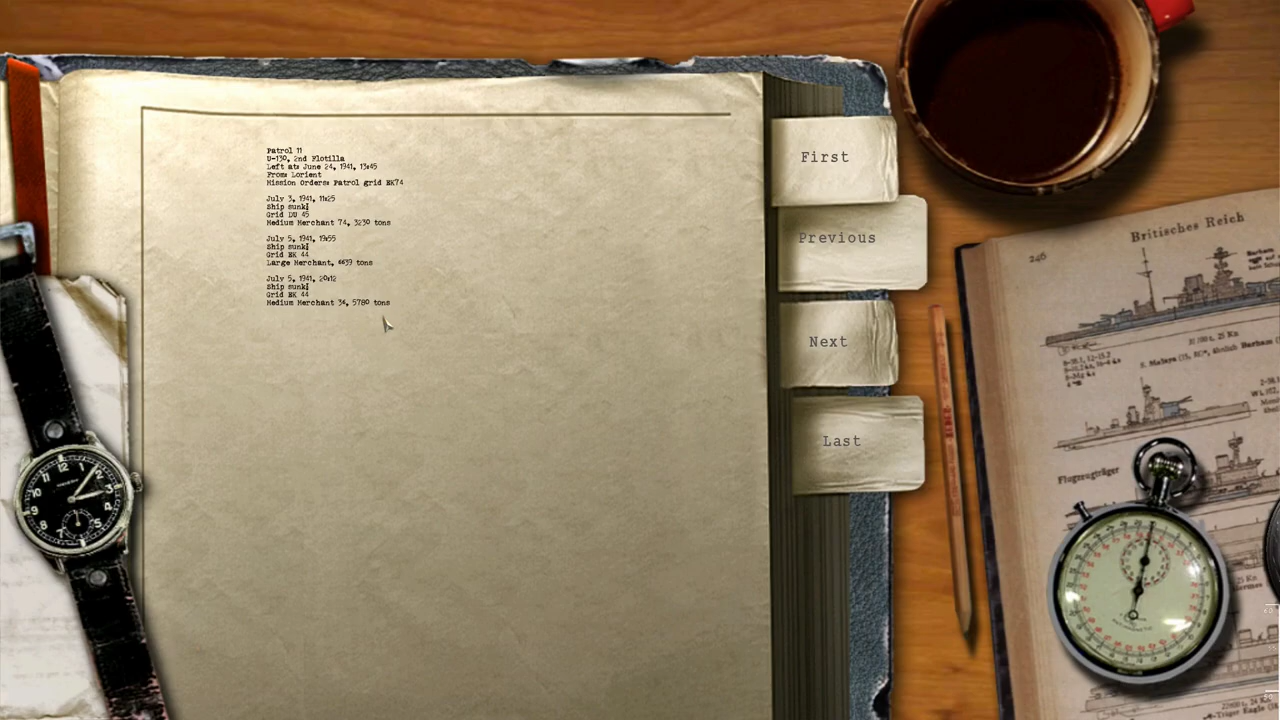 Patrol 11
U-130, 2nd Flotilla
Left at: June 24, 1941, 13:45
From: Lorient
Mission Orders: Patrol grid EK74
July 3, 1941, 11:25
Ship sunk!
Grid DU 45
Medium Merchant 74, 3230 tons
July 5, 1941, 19:55
Ship sunk!
Grid EK 44
Large Merchant, 6639 tons
July 5, 1941, 20:12
Ship sunk!
Grid EK 44
Medium Merchant 34, 5780 tons
First
Previous
Next
Last
246
Britisches Reich
Flugzeugträger